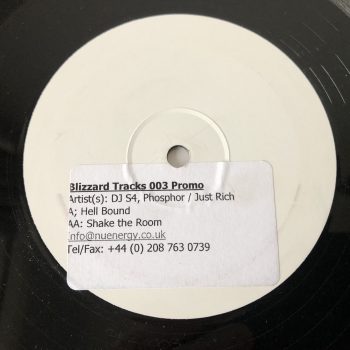 Blizzard Tracks 003 Promo
Artist(s): DJ S4, Phosphor / Just Rich
A; Hell Bound
AA: Shake the Room
info@nuenergy.co.uk
Tel/Fax: +44 (0) 208 763 0739